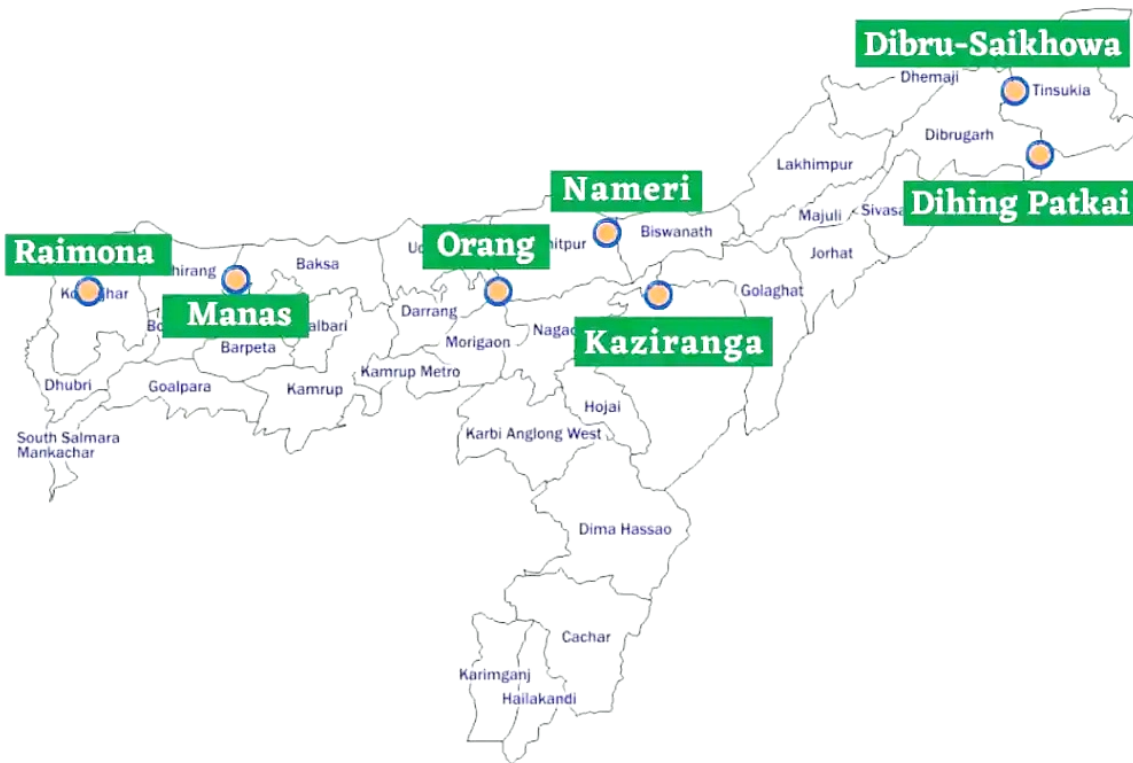 Dibru-Saikhowa
Dhemaji
Tinsukia
Dibrugarh
Lakhimpur
Dihing Patkai
Nameri
Majuli
Sivasa
Biswanath
Jorhat
Orang
Raimona
Baksa
Golaghat
Manas
Darrang
Kaziranga
Morigaon
Barpeta
Kamrup Metro
Dhubri
Goalpara
Kamrup
Hojai
Karbi Anglong West
South Salmara
Mankachar
Dima Hassao
Cachar
Karimganj
Hailakandi